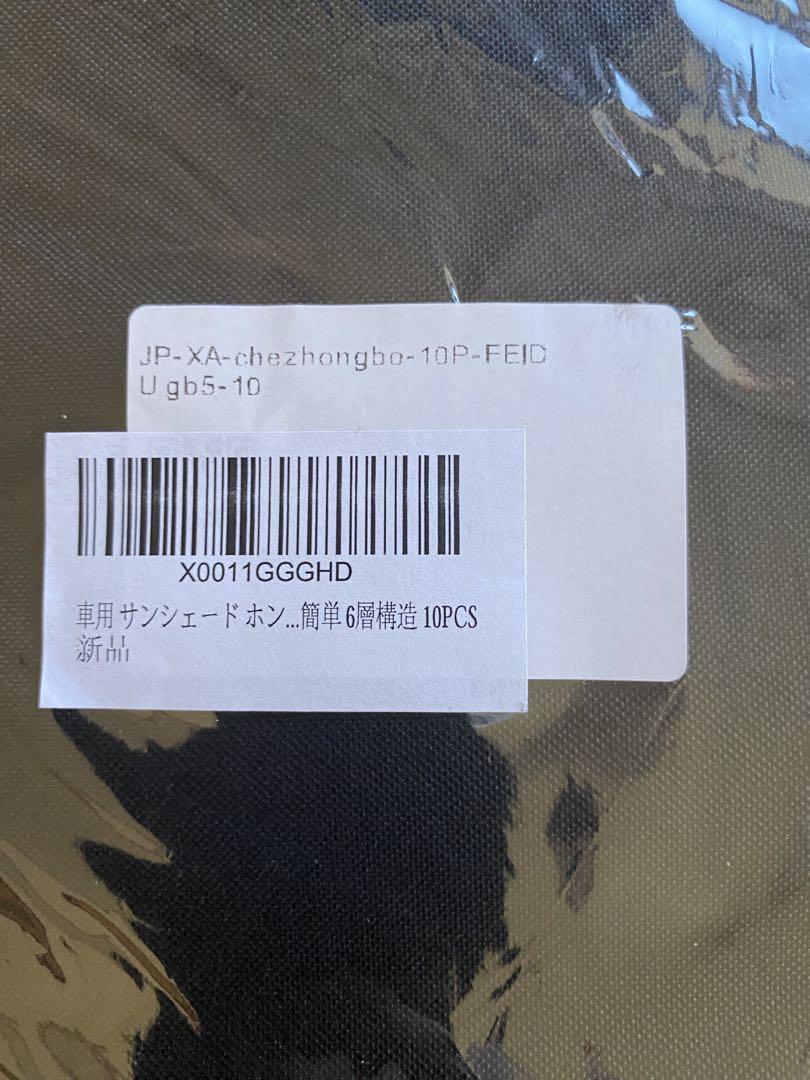 JP-XA-chezhongbo-10P-FEID
U gb5-10
X0011GGGHD
車用 サンシェード ホン...簡単 6層構造 10PCS
新品